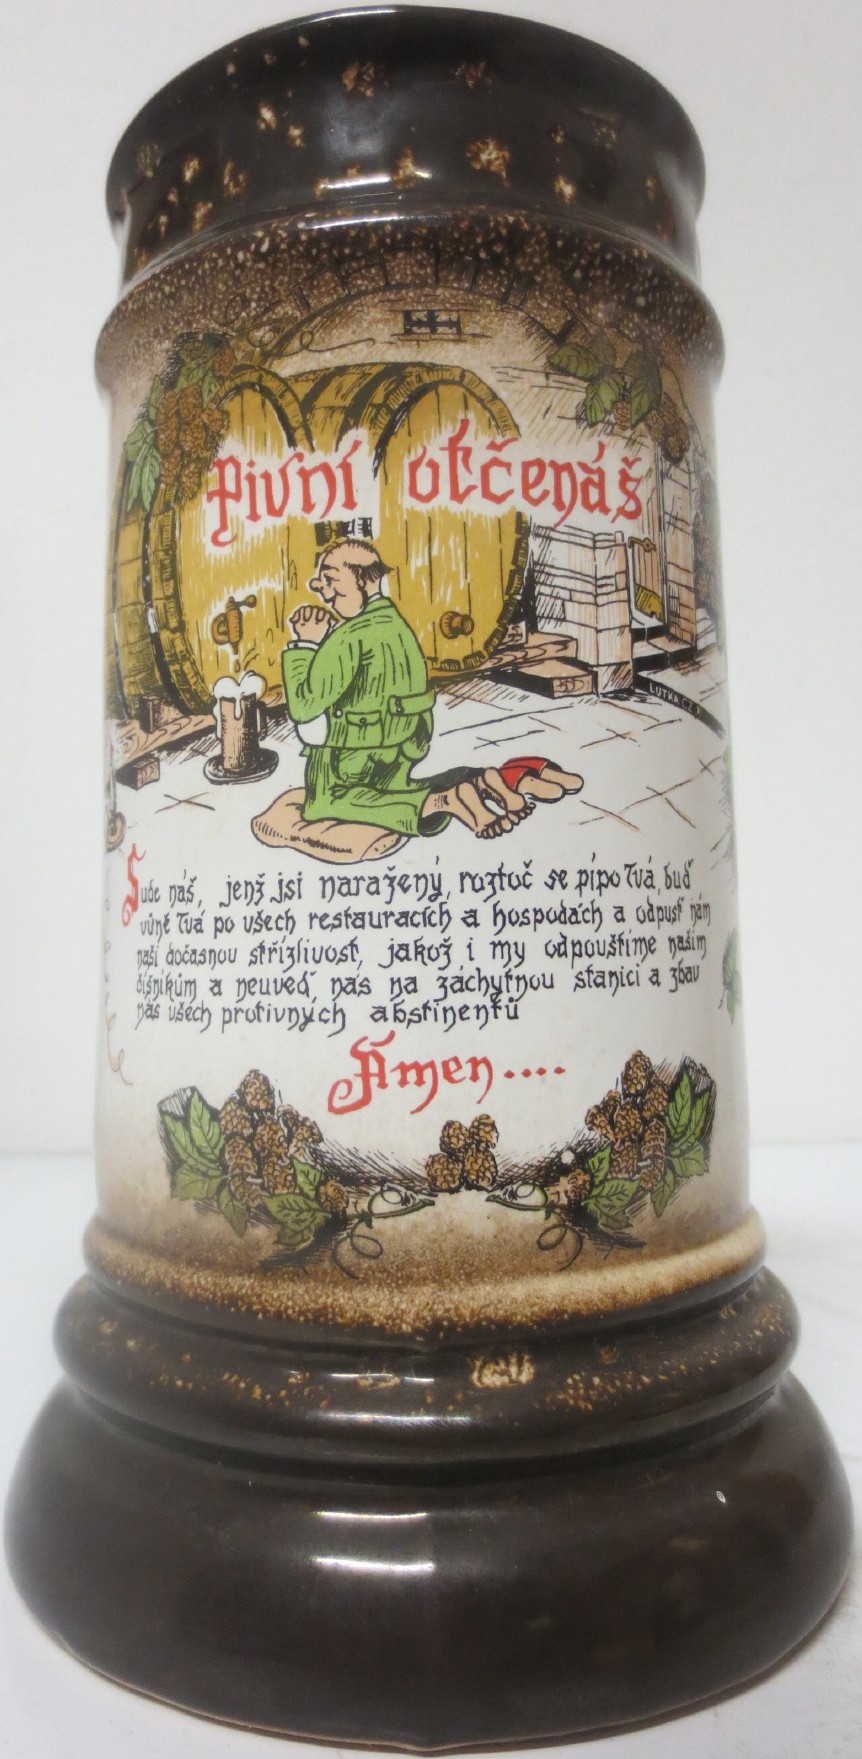 Pivní otčenáš
LUTKA CZ
Sude náš, jenž jsi naražený, roztoč se pípo Tvá, buď
vůně Tvá po všech restauracích a hospodách a odpusť nám
naši dočasnou střízlivost, jakož i my odpouštíme našim
číšníkům a neuveď nás na záchytnou stanici a zbav
nás všech protivných abstinentů
Amen....